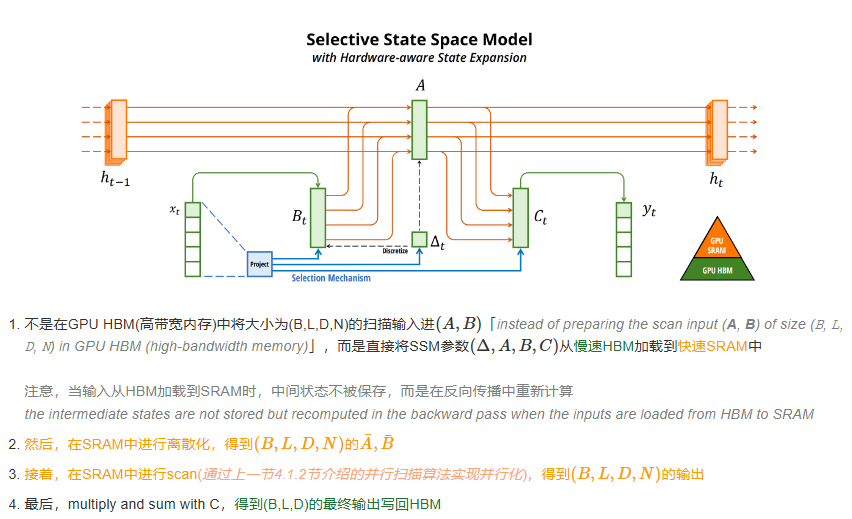 Selective State Space Model
with Hardware-aware State Expansion
A
h_{t-1}
h_t
x_t
B_t
C_t
y_t
Δ_t
Discretize
Project
Selection Mechanism
GPU
SRAM
GPU HBM
1. 不是在GPU HBM(高带宽内存)中将大小为(B,L,D,N)的扫描输入进(A, B)「instead of preparing the scan input (A, B) of size (B, L,
D, N) in GPU HBM (high-bandwidth memory)」，而是直接将SSM参数(Δ, A, B, C)从慢速HBM加载到快速SRAM中
注意，当输入从HBM加载到SRAM时，中间状态不被保存，而是在反向传播中重新计算
the intermediate states are not stored but recomputed in the backward pass when the inputs are loaded from HBM to SRAM
2. 然后，在SRAM中进行离散化，得到(B, L, D, N)的Ā, B̄
3. 接着，在SRAM中进行scan(通过上一节4.1.2节介绍的并行扫描算法实现并行化)，得到(B, L, D, N)的输出
4. 最后，multiply and sum with C，得到(B,L,D)的最终输出写回HBM